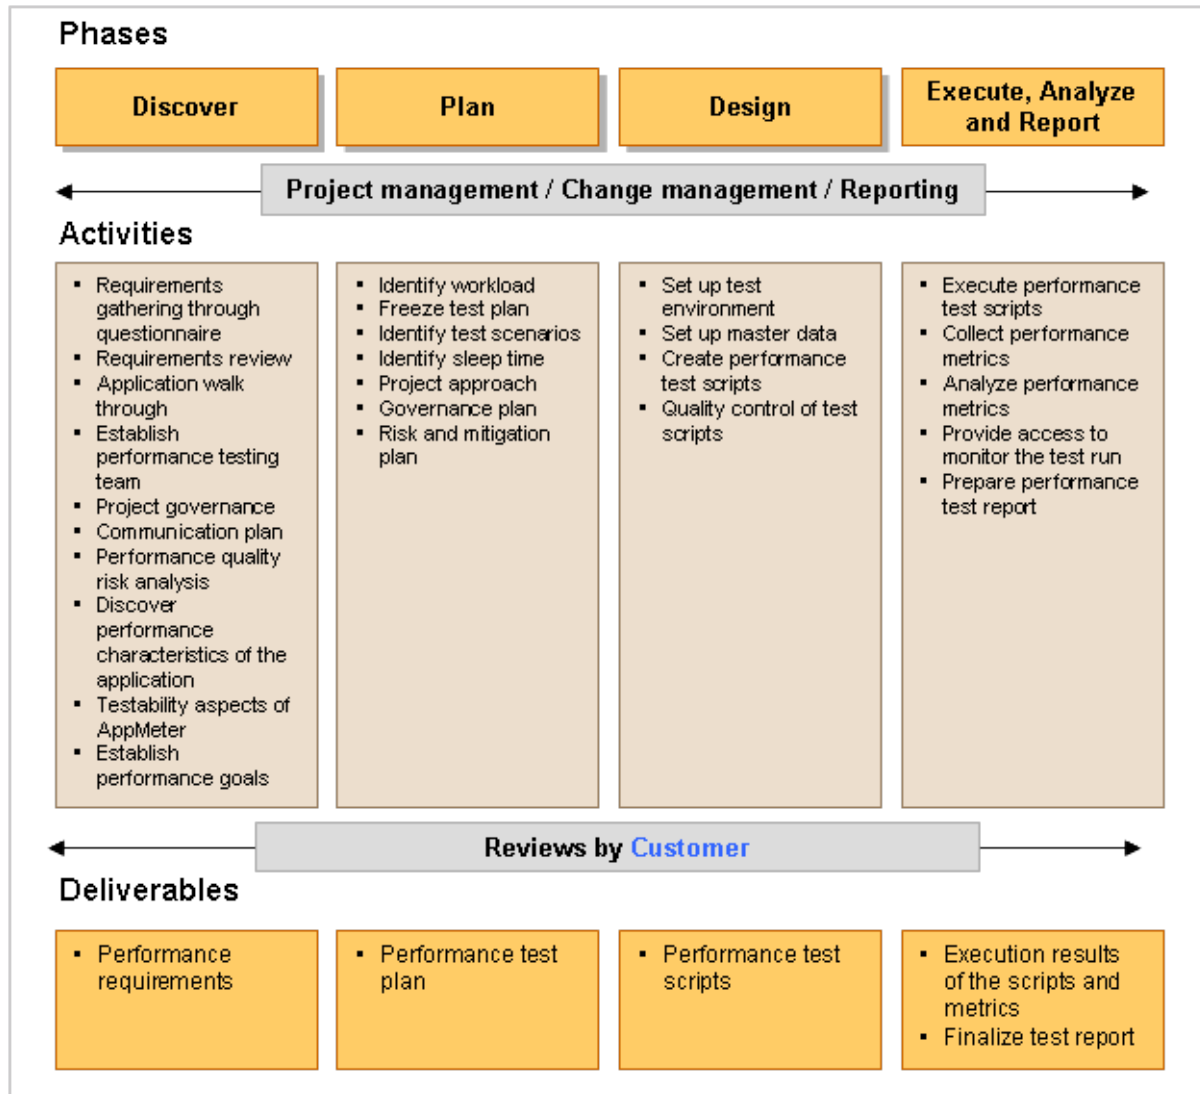 Phases
Discover
Plan
Design
Execute, Analyze
and Report
Project management / Change management / Reporting
Activities
▪ Requirements
gathering through
questionnaire
▪ Requirements review
▪ Application walk
through
▪ Establish
performance testing
team
▪ Project governance
▪ Communication plan
▪ Performance quality
risk analysis
▪ Discover
performance
characteristics of the
application
▪ Testability aspects of
AppMeter
▪ Establish
performance goals
▪ Identify workload
▪ Freeze test plan
▪ Identify test scenarios
▪ Identify sleep time
▪ Project approach
▪ Governance plan
▪ Risk and mitigation
plan
▪ Set up test
environment
▪ Set up master data
▪ Create performance
test scripts
▪ Quality control of test
scripts
▪ Execute performance
test scripts
▪ Collect performance
metrics
▪ Analyze performance
metrics
▪ Provide access to
monitor the test run
▪ Prepare performance
test report
Reviews by Customer
Deliverables
▪ Performance
requirements
▪ Performance test
plan
▪ Performance test
scripts
▪ Execution results
of the scripts and
metrics
▪ Finalize test report